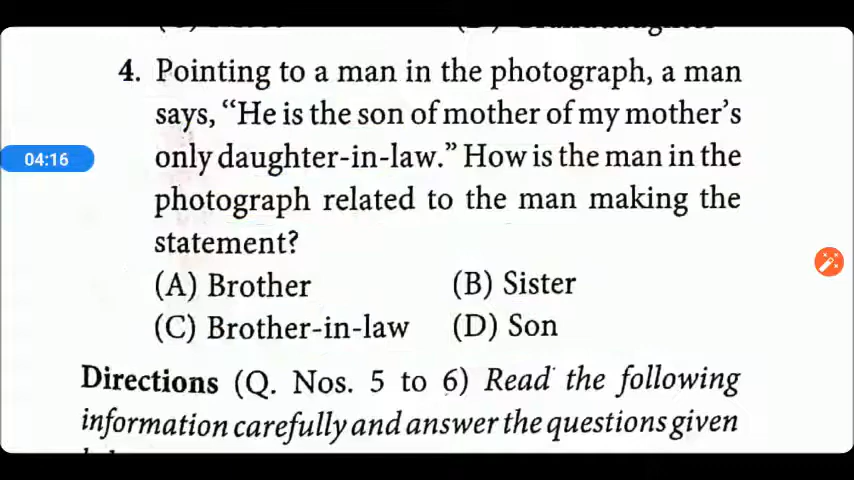 4. Pointing to a man in the photograph, a man
says, “He is the son of mother of my mother’s
04:16
only daughter-in-law.” How is the man in the
photograph related to the man making the
statement?
(A) Brother (B) Sister
(C) Brother-in-law (D) Son
Directions (Q. Nos. 5 to 6) Read the following
information carefully and answer the questions given